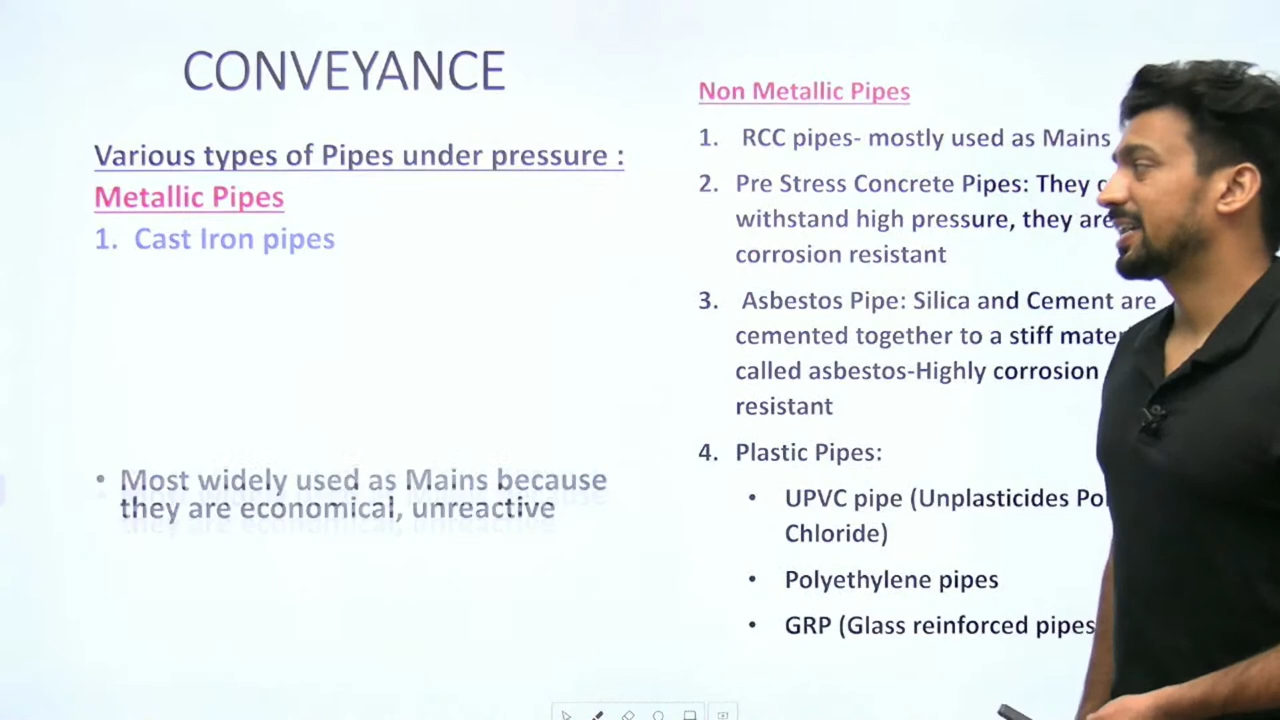 CONVEYANCE
Various types of Pipes under pressure :
Metallic Pipes
1. Cast Iron pipes
• Most widely used as Mains because
they are economical, unreactive
Non Metallic Pipes
1. RCC pipes- mostly used as Mains
2. Pre Stress Concrete Pipes: They
withstand high pressure, they are
corrosion resistant
3. Asbestos Pipe: Silica and Cement are
cemented together to a stiff
called asbestos-Highly corrosion
resistant
4. Plastic Pipes:
• UPVC pipe (Unplasticides
Chloride)
• Polyethylene pipes
• GRP (Glass reinforced pipes